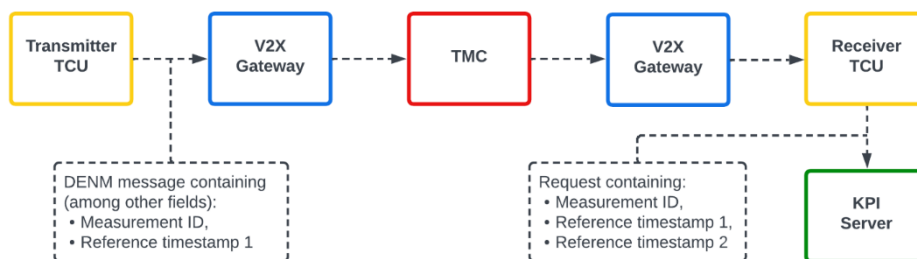 Transmitter
TCU
V2X
Gateway
TMC
V2X
Gateway
Receiver
TCU
DENM message containing
(among other fields):
• Measurement ID,
• Reference timestamp 1
Request containing:
• Measurement ID,
• Reference timestamp 1,
• Reference timestamp 2
KPI
Server